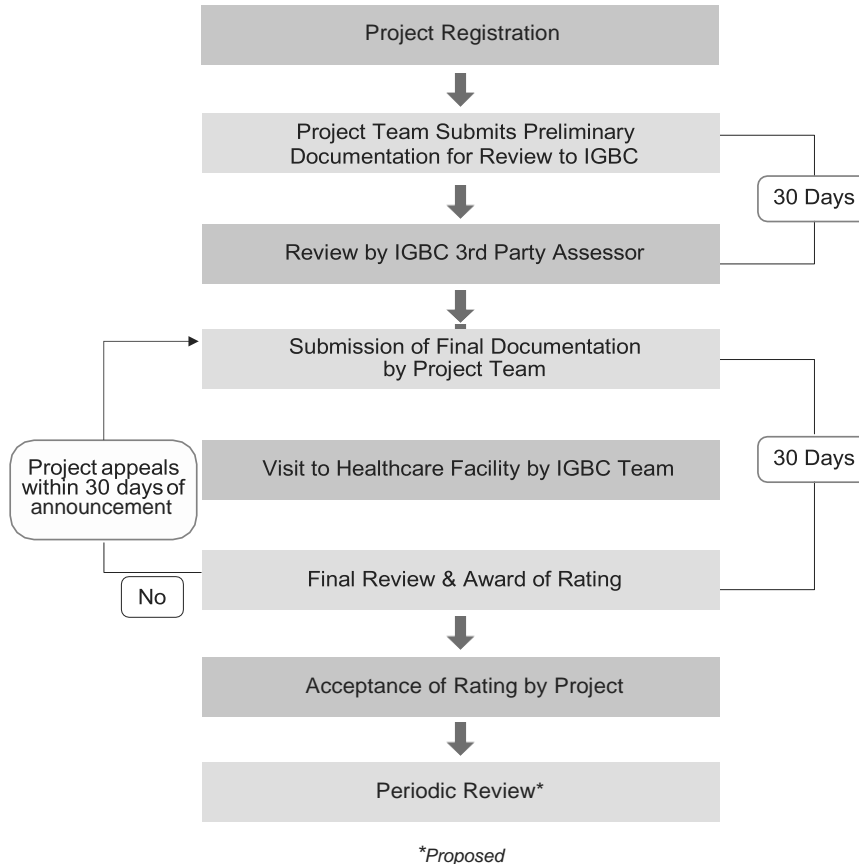 Project Registration
Project Team Submits Preliminary
Documentation for Review to IGBC
30 Days
Review by IGBC 3rd Party Assessor
Submission of Final Documentation
by Project Team
30 Days
Project appeals
within 30 days of
announcement
Visit to Healthcare Facility by IGBC Team
Final Review & Award of Rating
No
Acceptance of Rating by Project
Periodic Review*
*Proposed